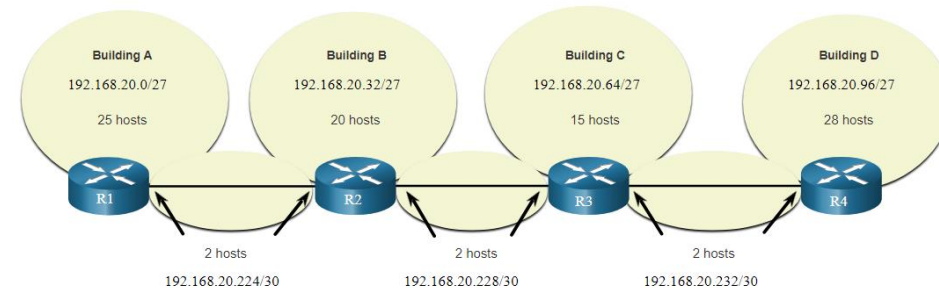 Building A
192.168.20.0/27
25 hosts
Building B
192.168.20.32/27
20 hosts
Building C
192.168.20.64/27
15 hosts
Building D
192.168.20.96/27
28 hosts
R1
R2
R3
R4
2 hosts
192.168.20.224/30
2 hosts
192.168.20.228/30
2 hosts
192.168.20.232/30